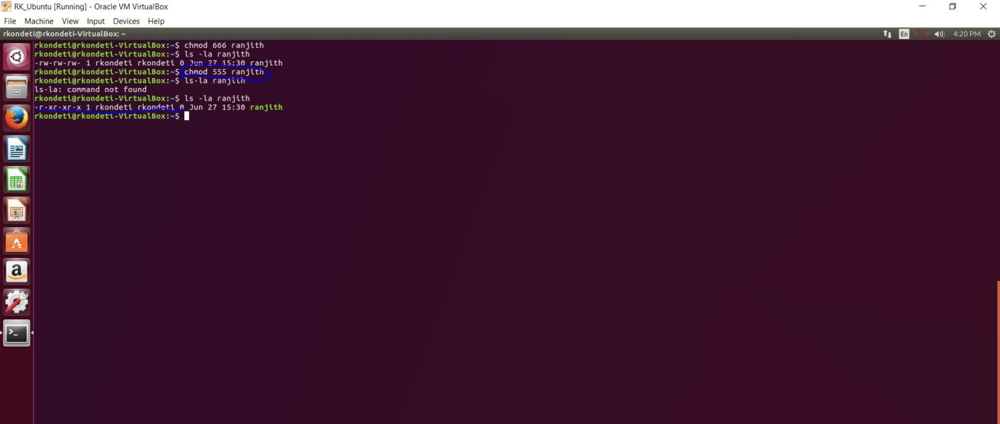 RK_Ubuntu [Running] - Oracle VM VirtualBox
File Machine View Input Devices Help
rkondeti@rkondeti-VirtualBox: ~ En 4:20 PM
rkondeti@rkondeti-VirtualBox:~$ chmod 666 ranjith
rkondeti@rkondeti-VirtualBox:~$ ls -la ranjith
-rw-rw-rw- 1 rkondeti rkondeti 0 Jun 27 15:30 ranjith
rkondeti@rkondeti-VirtualBox:~$ chmod 555 ranjith
rkondeti@rkondeti-VirtualBox:~$ ls-la ranjith
ls-la: command not found
rkondeti@rkondeti-VirtualBox:~$ ls -la ranjith
-r-xr-xr-x 1 rkondeti rkondeti 0 Jun 27 15:30 ranjith
rkondeti@rkondeti-VirtualBox:~$